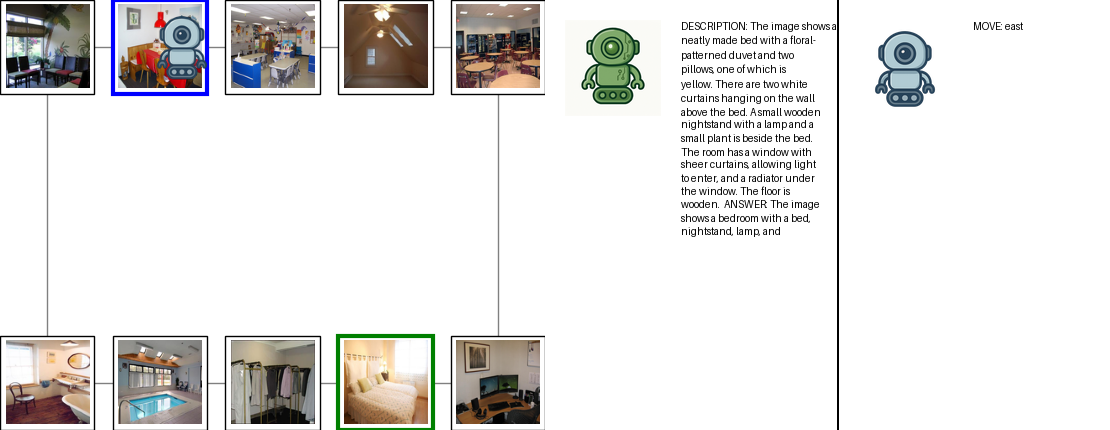 DESCRIPTION: The image shows a
neatly made bed with a floral-
patterned duvet and two
pillows, one of which is
yellow. There are two white
curtains hanging on the wall
above the bed. A small wooden
nightstand with a lamp and a
small plant is beside the bed.
The room has a window with
sheer curtains, allowing light
to enter, and a radiator under
the window. The floor is
wooden. ANSWER: The image
shows a bedroom with a bed,
nightstand, lamp, and
MOVE: east